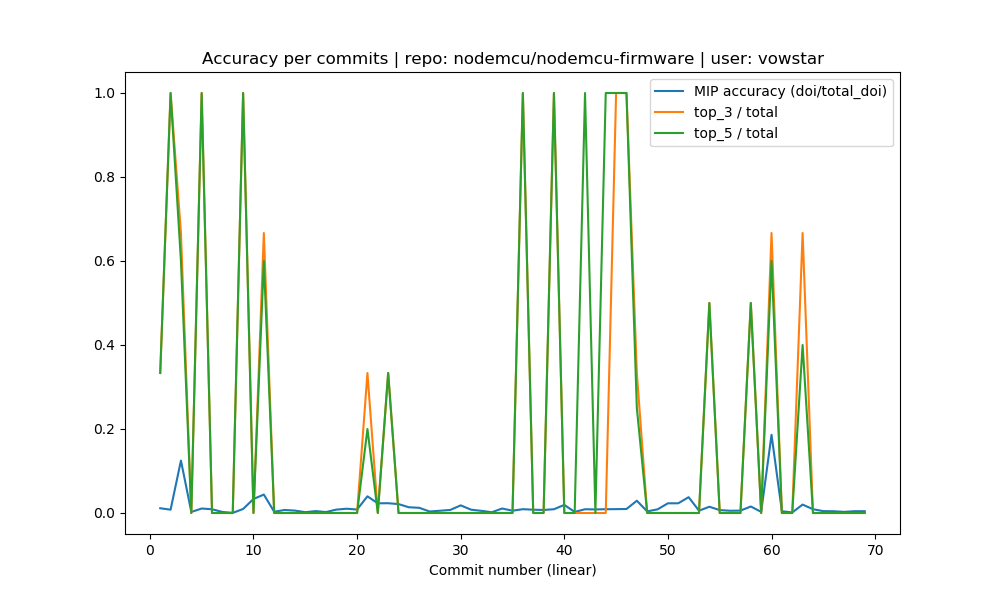 Accuracy per commits | repo: nodemcu/nodemcu-firmware | user: vowstar
MIP accuracy (doi/total_doi)
top_3 / total
top_5 / total
1.0
0.8
0.6
0.4
0.2
0.0
0 10 20 30 40 50 60 70
Commit number (linear)